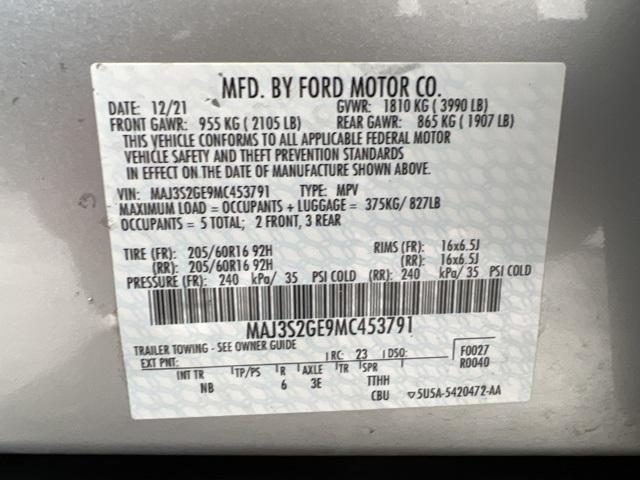 MFD. BY FORD MOTOR CO.
DATE: 12/21 GVWR: 1810 KG ( 3990 LB)
FRONT GAWR: 955 KG ( 2105 LB) REAR GAWR: 865 KG ( 1907 LB)
THIS VEHICLE CONFORMS TO ALL APPLICABLE FEDERAL MOTOR
VEHICLE SAFETY AND THEFT PREVENTION STANDARDS
IN EFFECT ON THE DATE OF MANUFACTURE SHOWN ABOVE.
VIN: MAJ3S2GE9MC453791 TYPE: MPV
MAXIMUM LOAD = OCCUPANTS + LUGGAGE = 375KG/ 827LB
OCCUPANTS = 5 TOTAL; 2 FRONT, 3 REAR
TIRE (FR): 205/60R16 92H RIMS (FR): 16x6.5J
(RR): 205/60R16 92H (RR): 16x6.5J
PRESSURE (FR): 240 kPa/ 35 PSI COLD (RR): 240 kPa/ 35 PSI COLD
MAJ3S2GE9MC453791
TRAILER TOWING - SEE OWNER GUIDE
EXT PNT: RC: 23 DSO: F0027
R0040
INT TR TP/PS R AXLE TR SPR
NB 6 3E TTHH
CBU 5U5A-5420472-AA